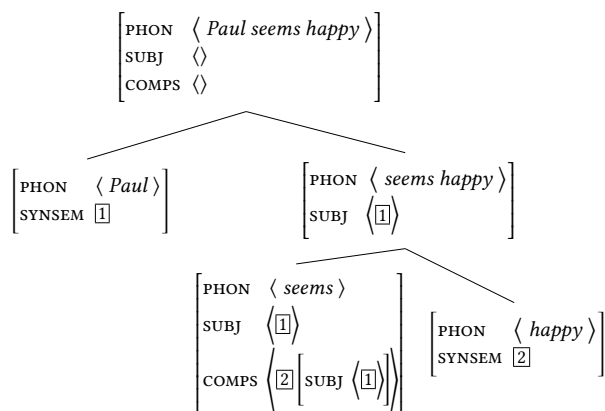 PHON ⟨ Paul seems happy ⟩
SUBJ ⟨⟩
COMPS ⟨⟩
PHON ⟨ Paul ⟩
SYNSEM 1
PHON ⟨ seems happy ⟩
SUBJ ⟨1⟩
PHON ⟨ seems ⟩
SUBJ ⟨1⟩
COMPS ⟨2[SUBJ ⟨1⟩]⟩
PHON ⟨ happy ⟩
SYNSEM 2